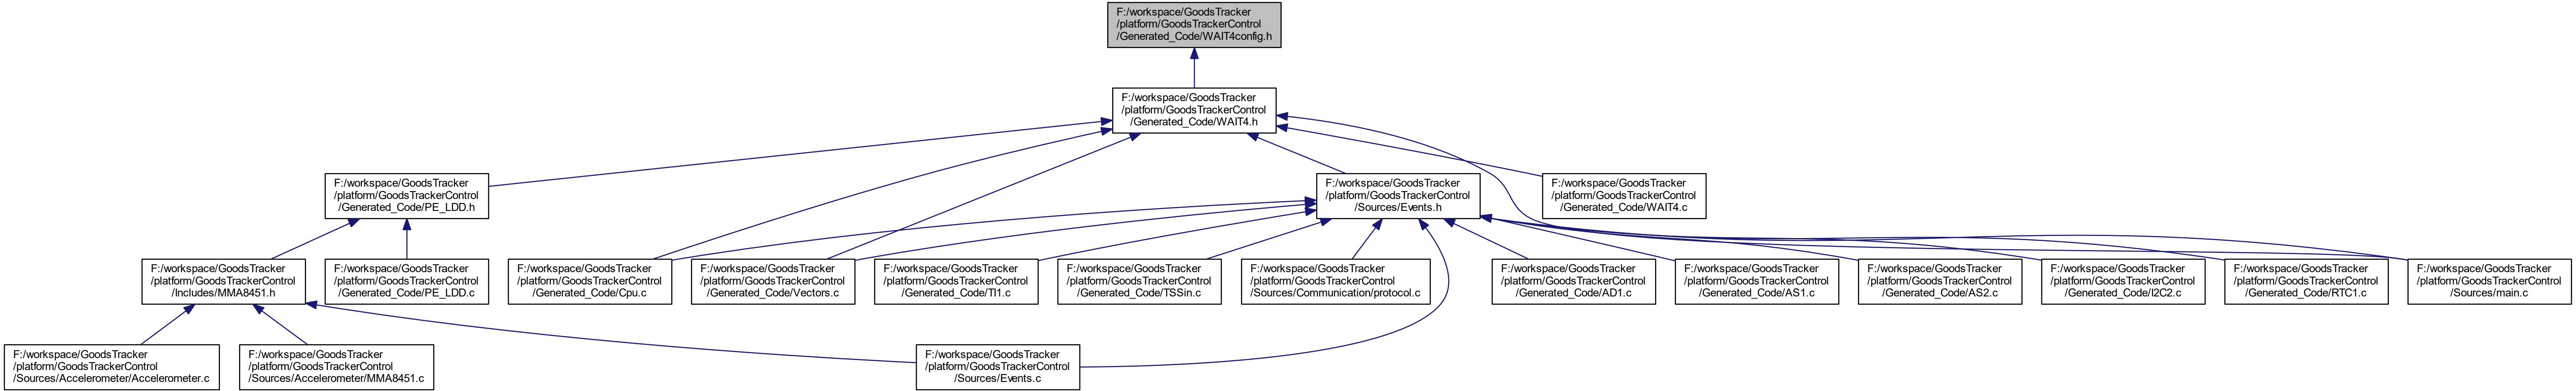 F:/workspace/GoodsTracker
/platform/GoodsTrackerControl
/Generated_Code/WAIT4config.h
F:/workspace/GoodsTracker
/platform/GoodsTrackerControl
/Generated_Code/WAIT4.h
F:/workspace/GoodsTracker
/platform/GoodsTrackerControl
/Generated_Code/PE_LDD.h
F:/workspace/GoodsTracker
/platform/GoodsTrackerControl
/Sources/Events.h
F:/workspace/GoodsTracker
/platform/GoodsTrackerControl
/Generated_Code/WAIT4.c
F:/workspace/GoodsTracker
/platform/GoodsTrackerControl
/Includes/MMA8451.h
F:/workspace/GoodsTracker
/platform/GoodsTrackerControl
/Generated_Code/PE_LDD.c
F:/workspace/GoodsTracker
/platform/GoodsTrackerControl
/Generated_Code/Cpu.c
F:/workspace/GoodsTracker
/platform/GoodsTrackerControl
/Generated_Code/Vectors.c
F:/workspace/GoodsTracker
/platform/GoodsTrackerControl
/Generated_Code/TI1.c
F:/workspace/GoodsTracker
/platform/GoodsTrackerControl
/Generated_Code/TSSin.c
F:/workspace/GoodsTracker
/platform/GoodsTrackerControl
/Sources/Communication/protocol.c
F:/workspace/GoodsTracker
/platform/GoodsTrackerControl
/Generated_Code/AD1.c
F:/workspace/GoodsTracker
/platform/GoodsTrackerControl
/Generated_Code/AS1.c
F:/workspace/GoodsTracker
/platform/GoodsTrackerControl
/Generated_Code/AS2.c
F:/workspace/GoodsTracker
/platform/GoodsTrackerControl
/Generated_Code/I2C2.c
F:/workspace/GoodsTracker
/platform/GoodsTrackerControl
/Generated_Code/RTC1.c
F:/workspace/GoodsTracker
/platform/GoodsTrackerControl
/Sources/main.c
F:/workspace/GoodsTracker
/platform/GoodsTrackerControl
/Sources/Accelerometer/Accelerometer.c
F:/workspace/GoodsTracker
/platform/GoodsTrackerControl
/Sources/Accelerometer/MMA8451.c
F:/workspace/GoodsTracker
/platform/GoodsTrackerControl
/Sources/Events.c